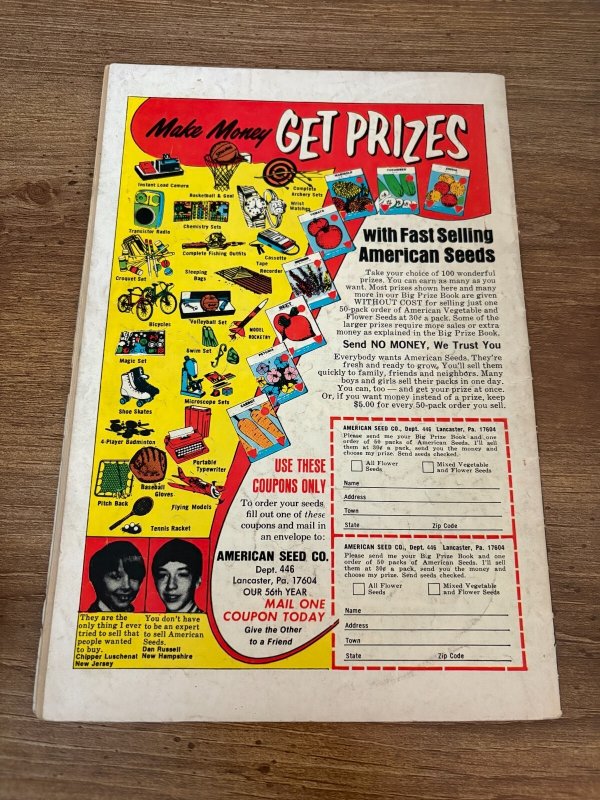 Make Money GET PRIZES
Instant Load Camera
Basketball & Goal
Complete
Archery Sets
Wrist
Watches
Transistor Radio
Chemistry Sets
Complete Fishing Outfits
Cassette
Tape
Recorder
Croquet Set
Sleeping
Bags
Bicycles
Volleyball Set
MODEL
ROCKETRY
Magic Set
Swim Set
Shoe Skates
Microscope Sets
4-Player Badminton
Portable
Typewriter
Baseball
Gloves
Pitch Back
Flying Models
Tennis Racket
CUCUMBER
TOMATO
with Fast Selling
American Seeds
Take your choice of 100 wonderful
prizes. You can earn as many as you
want. Most prizes shown here and many
more in our Big Prize Book are given
WITHOUT COST for selling just one
50-pack order of American Vegetable and
Flower Seeds at 30¢ a pack. Some of the
larger prizes require more sales or extra
money as explained in the Big Prize Book.
Send NO MONEY, We Trust You
Everybody wants American Seeds. They're
fresh and ready to grow. You'll sell them
quickly to family, friends and neighbors. Many
boys and girls sell their packs in one day.
You can, too — and get your prize at once.
Or, if you want money instead of a prize, keep
$5.00 for every 50-pack order you sell.
USE THESE
COUPONS ONLY
To order your seeds
fill out one of these
coupons and mail in
an envelope to:
AMERICAN SEED CO.
Dept. 446
Lancaster, Pa. 17604
OUR 56th YEAR
MAIL ONE
COUPON TODAY
Give the Other
to a Friend
They are the
only thing I ever
tried to sell that
people wanted
to buy.
Chipper Luschenat
New Jersey
You don't have
to be an expert
to sell American
Seeds.
Dan Russell
New Hampshire
AMERICAN SEED CO., Dept. 446 Lancaster, Pa. 17604
Please send me your Big Prize Book and one
order of 50 packs of American Seeds. I'll sell
them at 30¢ a pack, send you the money and
choose my prize. Send seeds checked.
All Flower
Seeds
Mixed Vegetable
and Flower Seeds
Name
Address
Town
State Zip Code
AMERICAN SEED CO., Dept. 446 Lancaster, Pa. 17604
Please send me your Big Prize Book and one
order of 50 packs of American Seeds. I'll sell
them at 30¢ a pack, send you the money and
choose my prize. Send seeds checked.
All Flower
Seeds
Mixed Vegetable
and Flower Seeds
Name
Address
Town
State Zip Code